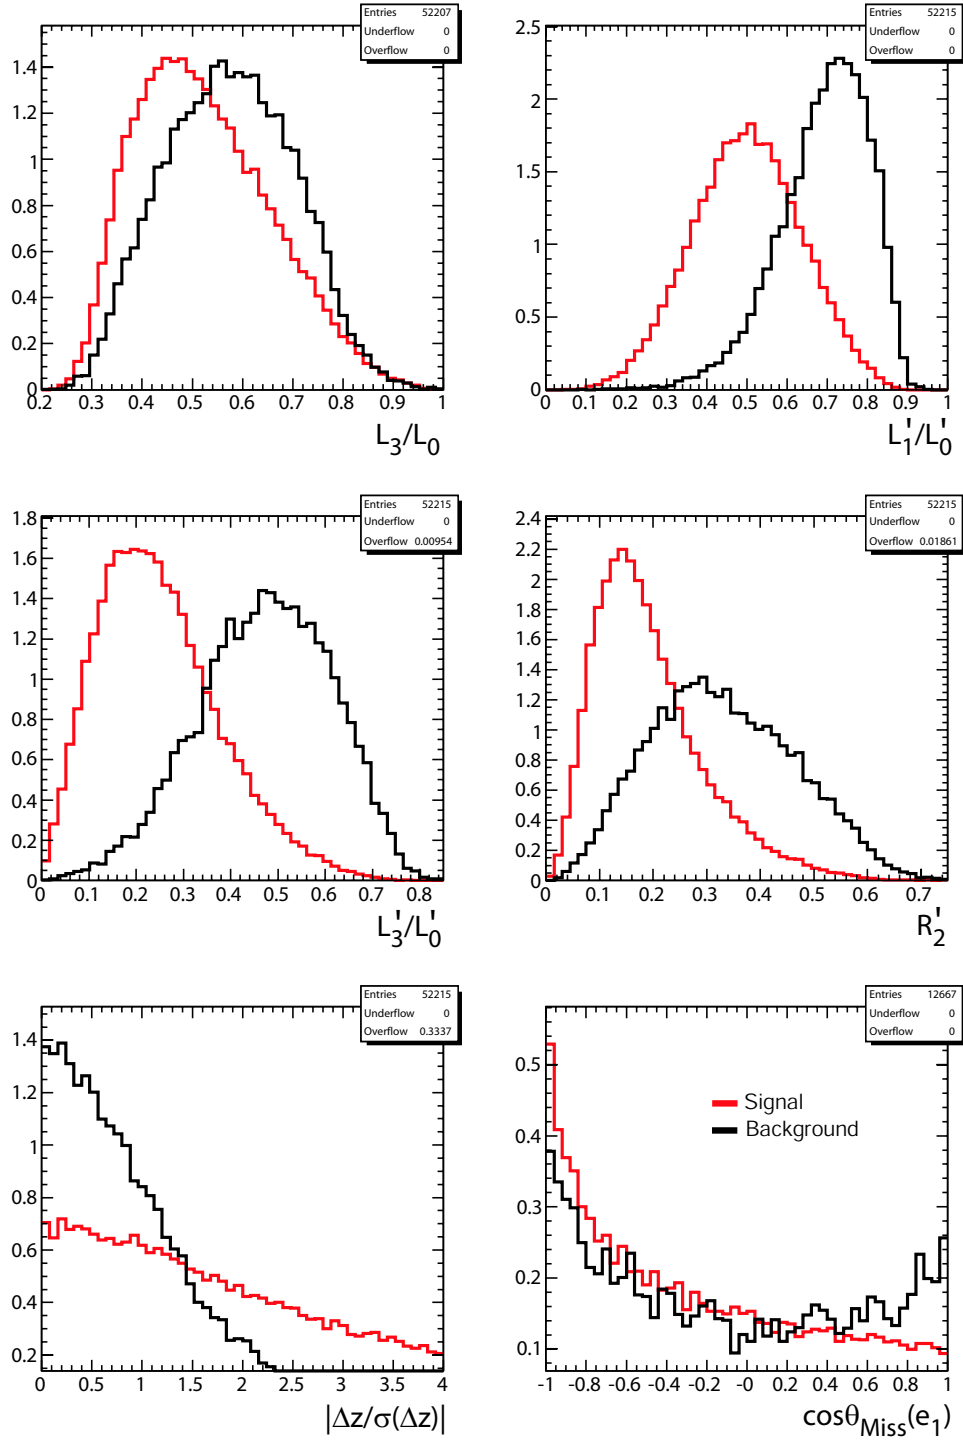 Entries 52207
Underflow 0
Overflow 0
1.4
1.2
1
0.8
0.6
0.4
0.2
0
0.2 0.3 0.4 0.5 0.6 0.7 0.8 0.9 1
L3/L0
Entries 52215
Underflow 0
Overflow 0
2.5
2
1.5
1
0.5
0
0 0.1 0.2 0.3 0.4 0.5 0.6 0.7 0.8 0.9 1
L1'/L0'
Entries 52215
Underflow 0
Overflow 0.00954
1.8
1.6
1.4
1.2
1
0.8
0.6
0.4
0.2
0
0 0.1 0.2 0.3 0.4 0.5 0.6 0.7 0.8
L3'/L0'
Entries 52215
Underflow 0
Overflow 0.01861
2.4
2.2
2
1.8
1.6
1.4
1.2
1
0.8
0.6
0.4
0.2
0
0 0.1 0.2 0.3 0.4 0.5 0.6 0.7
R2'
Entries 52215
Underflow 0
Overflow 0.3337
1.4
1.2
1
0.8
0.6
0.4
0.2
0 0.5 1 1.5 2 2.5 3 3.5 4
|Δz/σ(Δz)|
Entries 12667
Underflow 0
Overflow 0
0.5
0.4
0.3
0.2
0.1
Signal
Background
-1 -0.8 -0.6 -0.4 -0.2 -0 0.2 0.4 0.6 0.8 1
cosθMiss(e1)